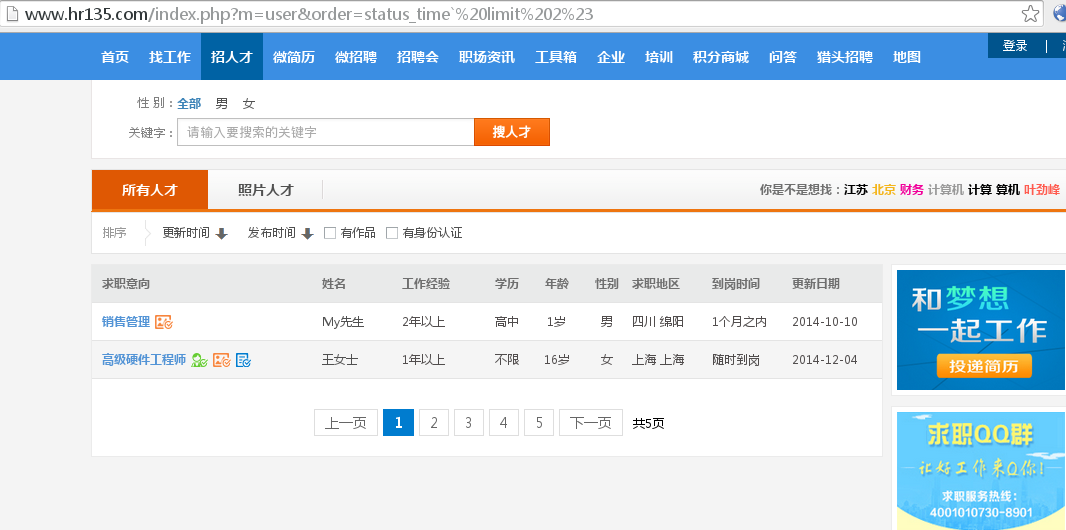 www.hr135.com/index.php?m=user&order=status_time`%20limit%202%23
首页 找工作 招人才 微简历 微招聘 招聘会 职场资讯 工具箱 企业 培训 积分商城 问答 猎头招聘 地图 登录 |
性 别： 全部 男 女
关键字： 请输入要搜索的关键字 搜人才
所有人才 照片人才 你是不是想找：江苏 北京 财务 计算机 计算 算机 叶劲峰
排序 更新时间 发布时间 有作品 有身份认证
求职意向 姓名 工作经验 学历 年龄 性别 求职地区 到岗时间 更新日期
销售管理 My先生 2年以上 高中 1岁 男 四川 绵阳 1个月之内 2014-10-10
高级硬件工程师 王女士 1年以上 不限 16岁 女 上海 上海 随时到岗 2014-12-04
上一页 1 2 3 4 5 下一页 共5页
和梦想
一起工作
投递简历
求职QQ群
让好工作来Q你!
求职服务热线：
4001010730-8901